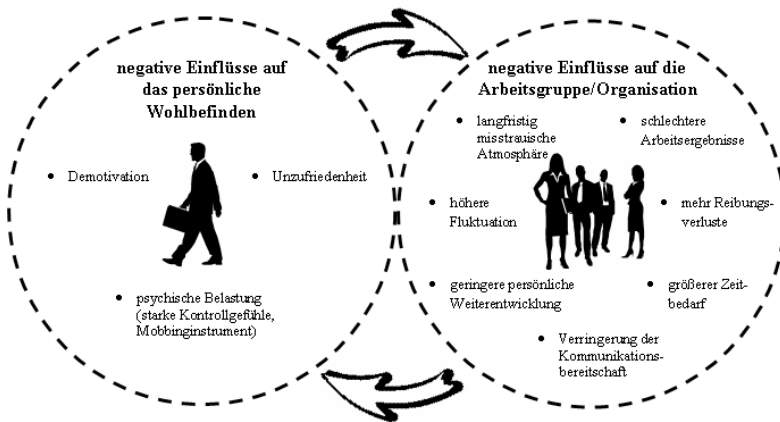 negative Einflüsse auf
das persönliche
Wohlbefinden
• Demotivation
• Unzufriedenheit
• psychische Belastung
(starke Kontrollgefühle,
Mobbinginstrument)
negative Einflüsse auf die
Arbeitsgruppe/Organisation
• langfristig
misstrauische
Atmosphäre
• schlechtere
Arbeitsergebnisse
• höhere
Fluktuation
• mehr Reibungs-
verluste
• geringere persönliche
Weiterentwicklung
• größerer Zeit-
bedarf
• Verringerung der
Kommunikations-
bereitschaft